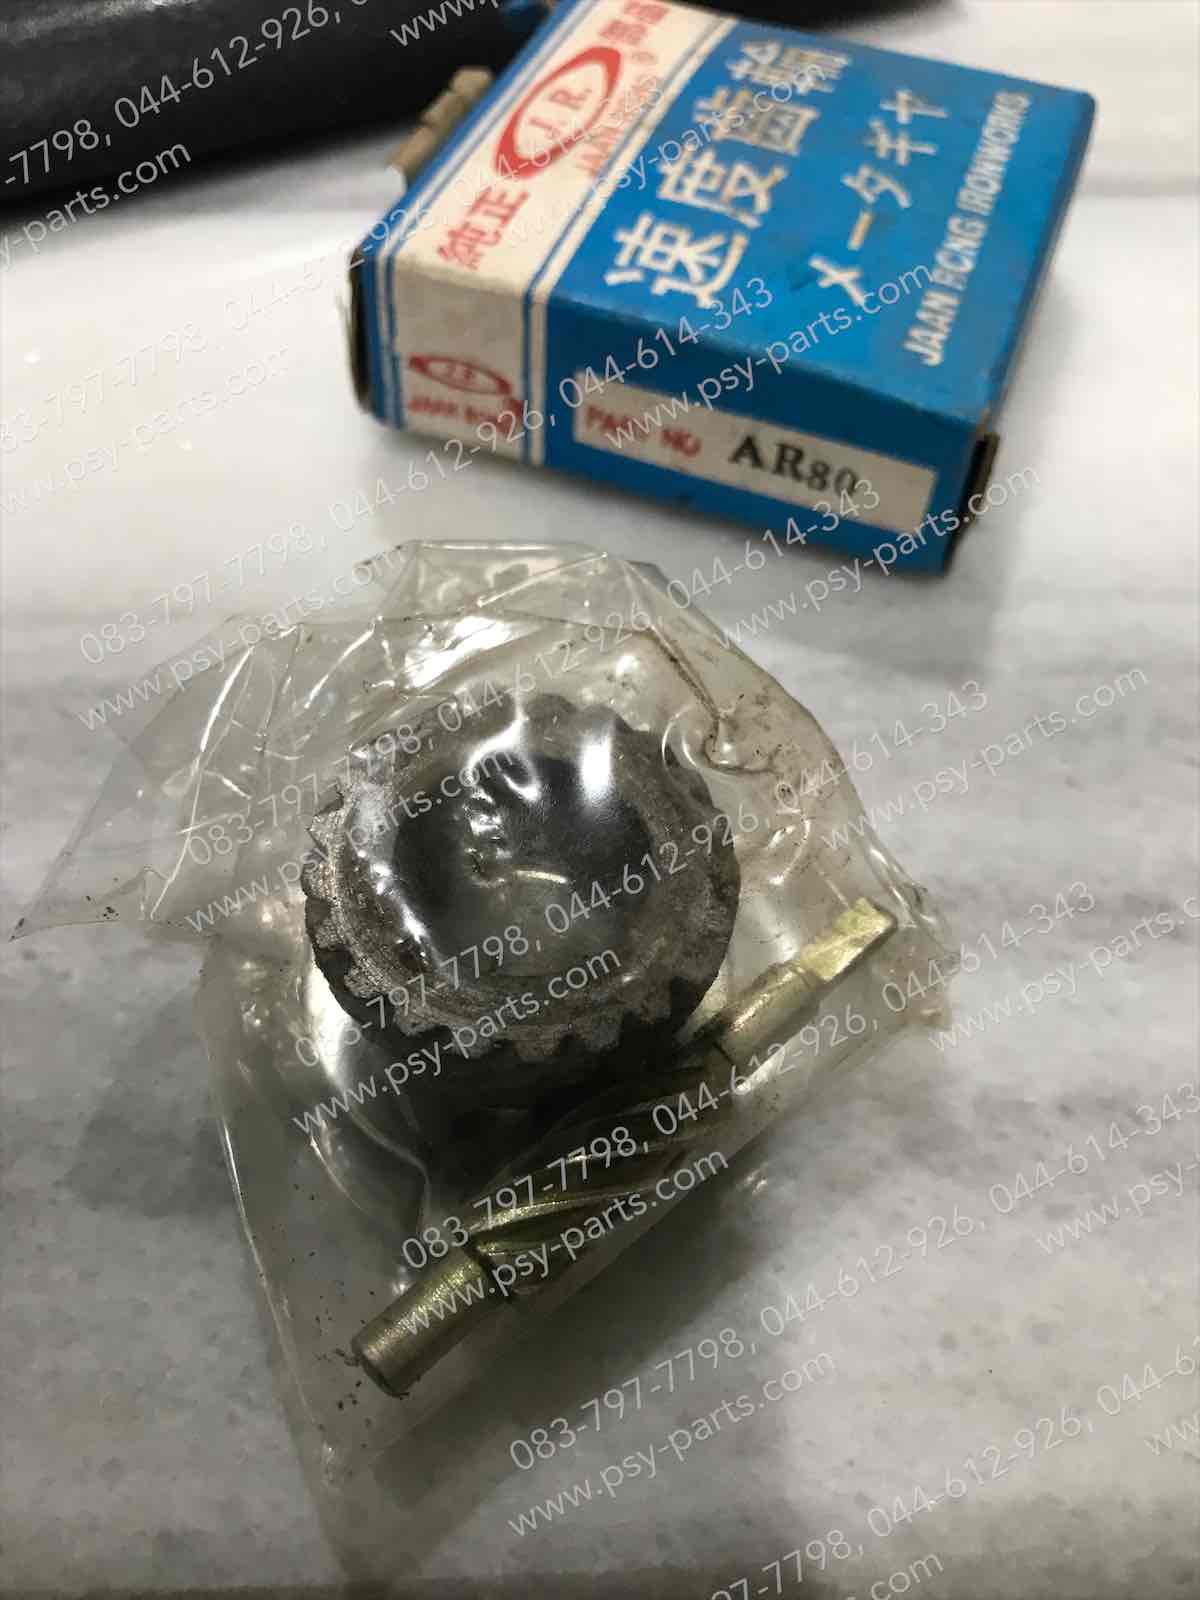 純正
J.R.
速度齒輪
メータギヤ
JAAN RONG IRONWORKS
PART NO AR80
083-797-7798, 044-612-926, 044-614-343
www.psy-parts.com